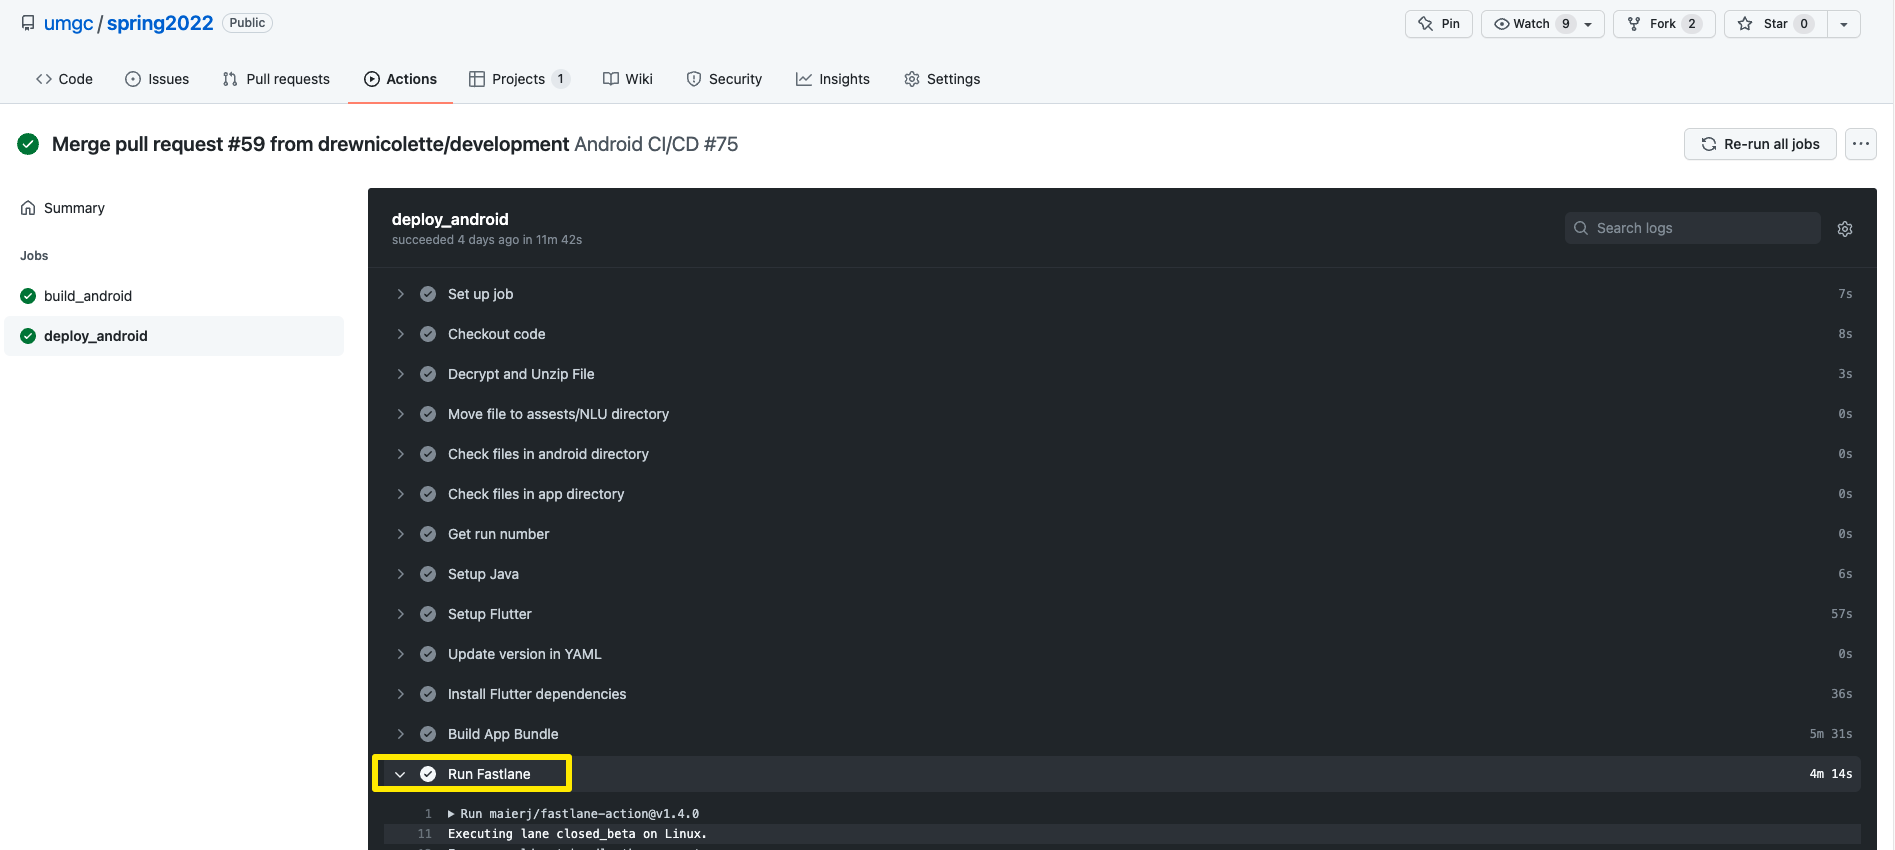 umgc / spring2022 Public
Pin Watch 9 Fork 2 Star 0
Code Issues Pull requests Actions Projects 1 Wiki Security Insights Settings
Merge pull request #59 from drewnicolette/development Android CI/CD #75
Re-run all jobs
Summary
Jobs
build_android
deploy_android
deploy_android
succeeded 4 days ago in 11m 42s
Search logs
Set up job 7s
Checkout code 8s
Decrypt and Unzip File 3s
Move file to assests/NLU directory 0s
Check files in android directory 0s
Check files in app directory 0s
Get run number 0s
Setup Java 6s
Setup Flutter 57s
Update version in YAML 0s
Install Flutter dependencies 36s
Build App Bundle 5m 31s
Run Fastlane 4m 14s
1 Run maierj/fastlane-action@v1.4.0
11 Executing lane closed_beta on Linux.